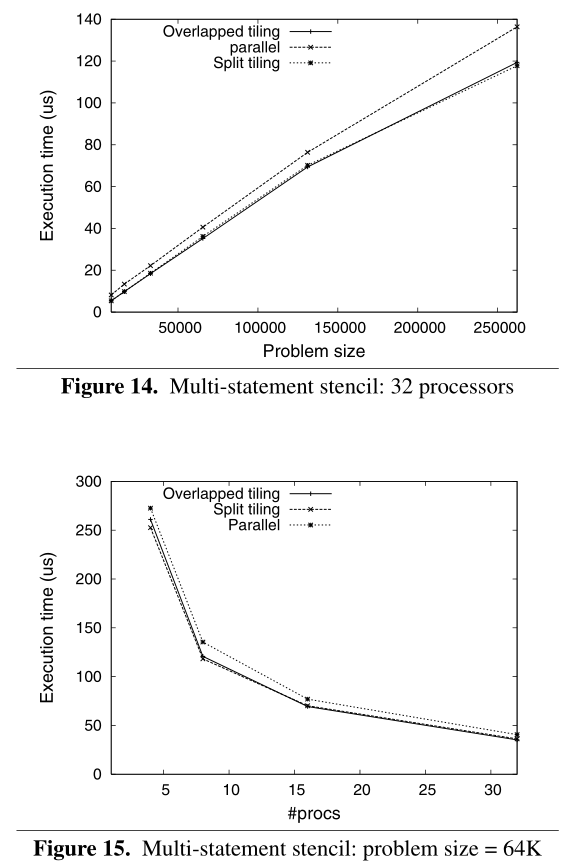 140
120
100
80
60
40
20
0
Execution time (us)
Overlapped tiling
parallel
Split tiling
50000 100000 150000 200000 250000
Problem size
Figure 14. Multi-statement stencil: 32 processors
300
250
200
150
100
50
0
Execution time (us)
Overlapped tiling
Split tiling
Parallel
5 10 15 20 25 30
#procs
Figure 15. Multi-statement stencil: problem size = 64K